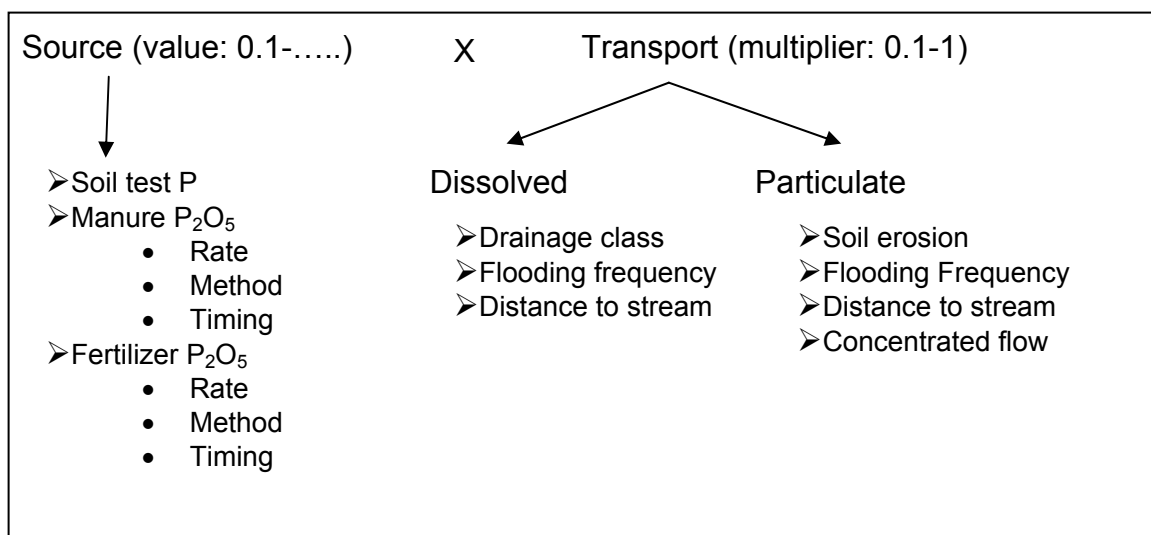 Source (value: 0.1-…..) X Transport (multiplier: 0.1-1)
➢Soil test P
➢Manure P₂O₅
• Rate
• Method
• Timing
➢Fertilizer P₂O₅
• Rate
• Method
• Timing
Dissolved
➢Drainage class
➢Flooding frequency
➢Distance to stream
Particulate
➢Soil erosion
➢Flooding Frequency
➢Distance to stream
➢Concentrated flow